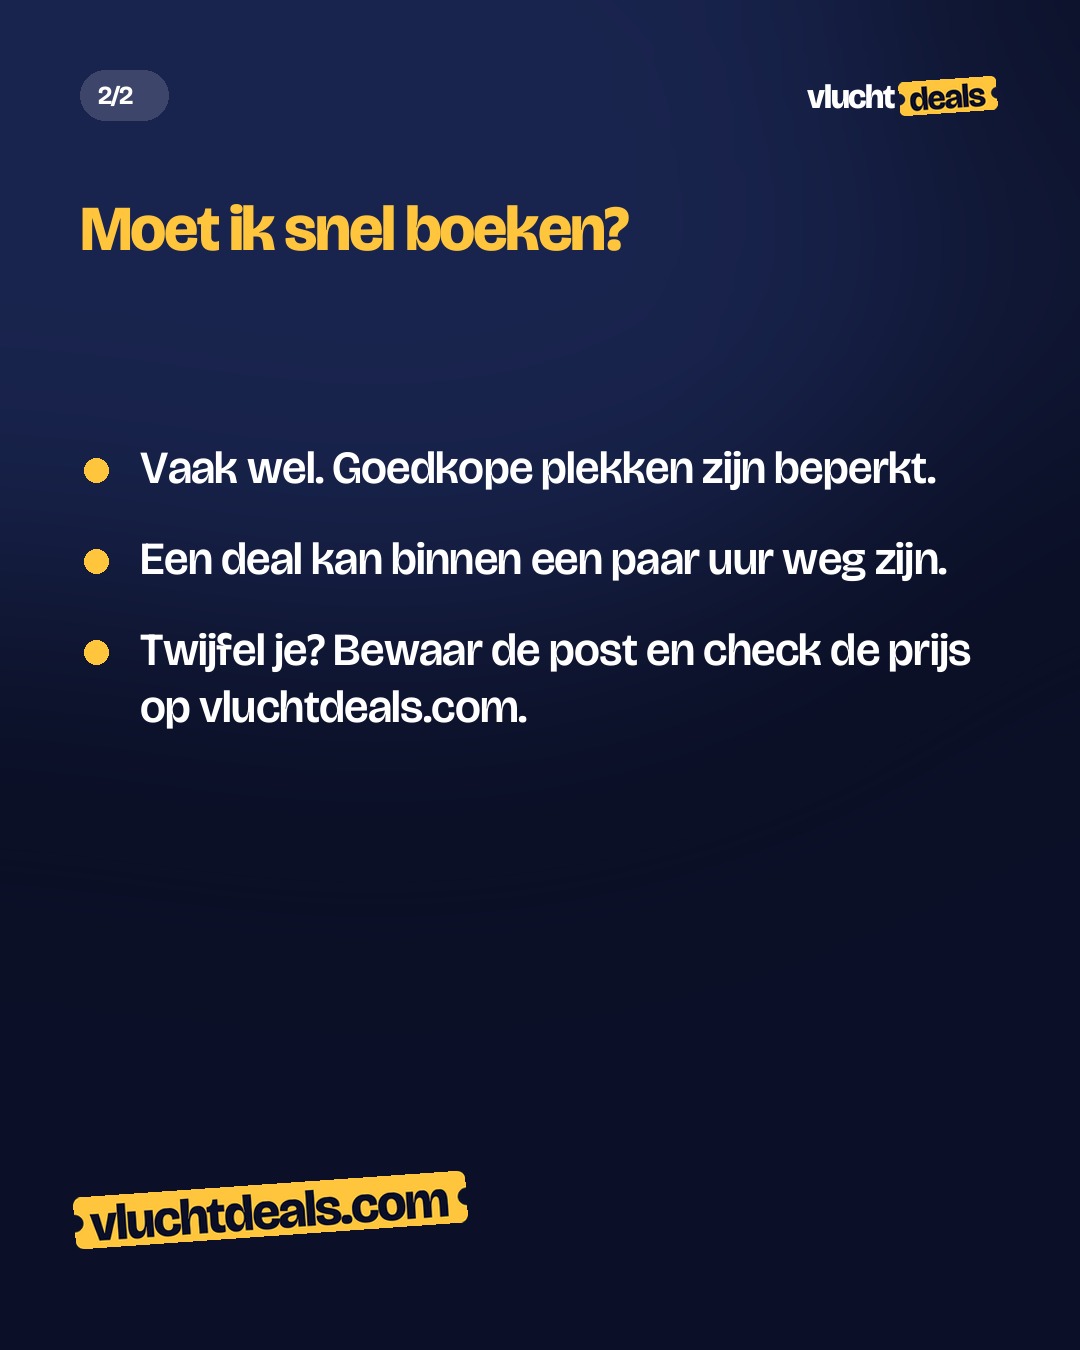 2/2
vlucht deals
Moet ik snel boeken?
Vaak wel. Goedkope plekken zijn beperkt.
Een deal kan binnen een paar uur weg zijn.
Twijfel je? Bewaar de post en check de prijs
op vluchtdeals.com.
vluchtdeals.com